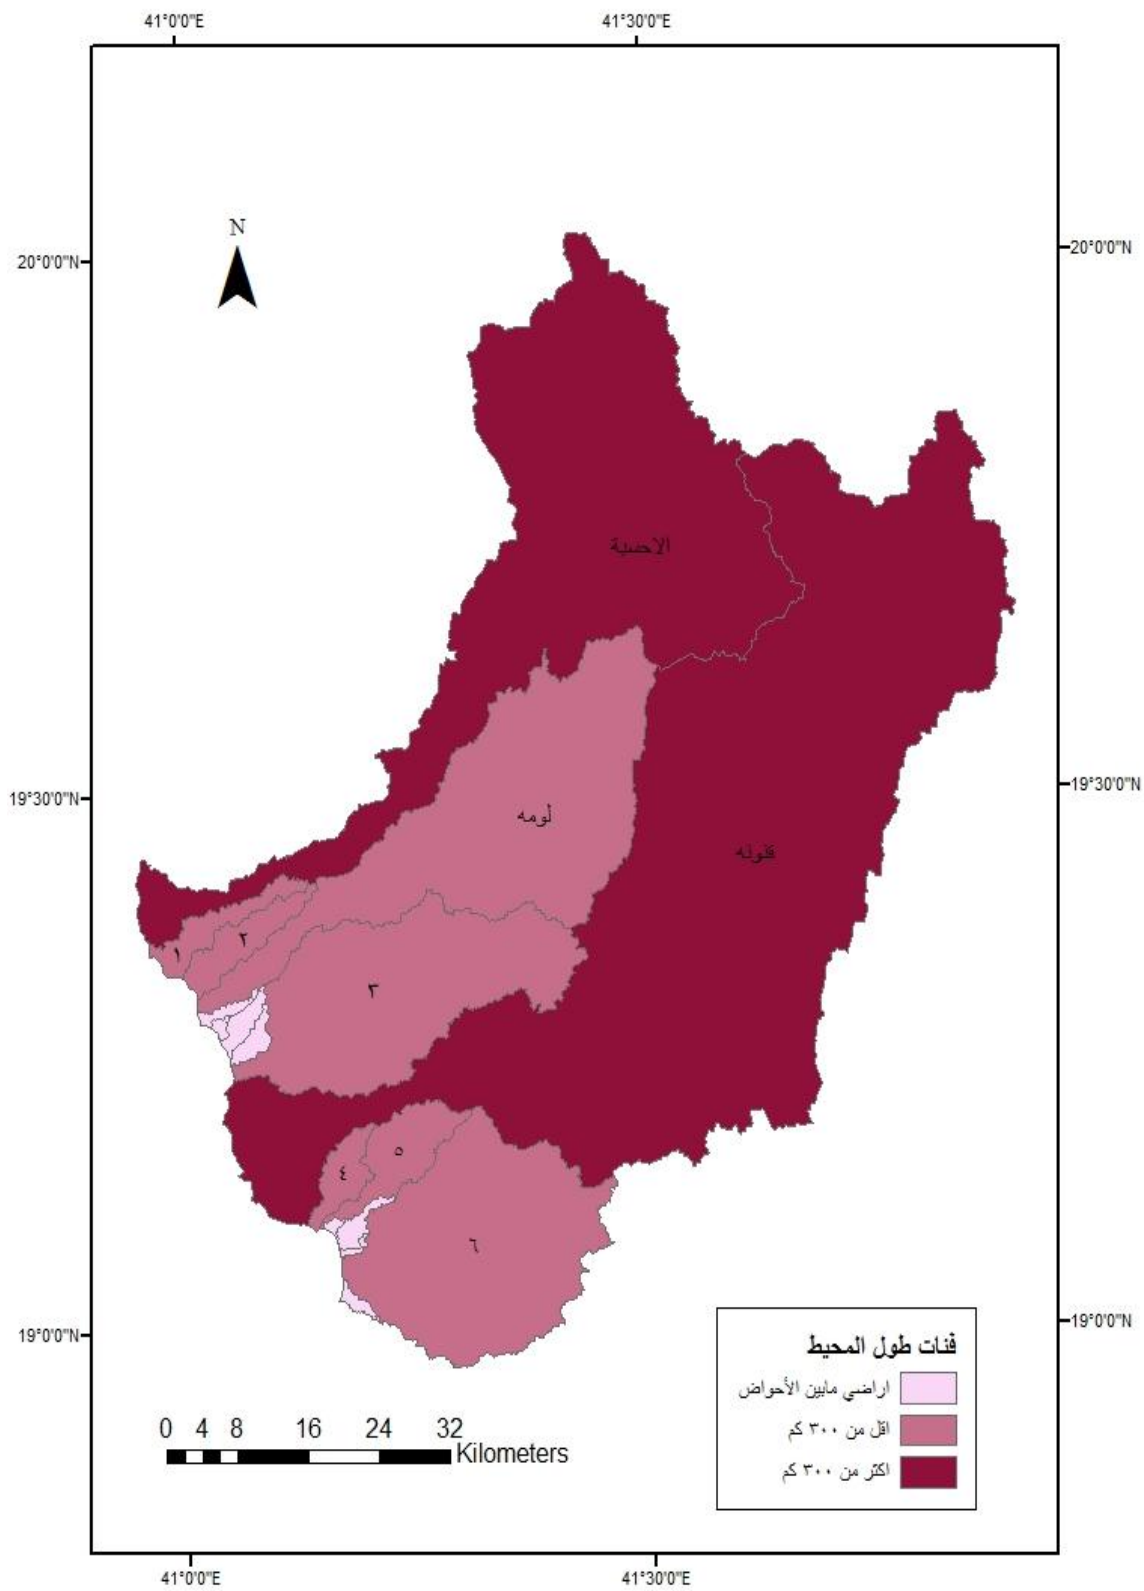 41°0'0"E 41°30'0"E
N
20°0'0"N 20°0'0"N
الاحسبة
19°30'0"N 19°30'0"N
لومه
قنونه
٢
١
٣
٥
٤
٦
19°0'0"N 19°0'0"N
فئات طول المحيط
اراضي مابين الأحواض
اقل من ٣٠٠ كم
اكثر من ٣٠٠ كم
0 4 8 16 24 32
Kilometers
41°0'0"E 41°30'0"E